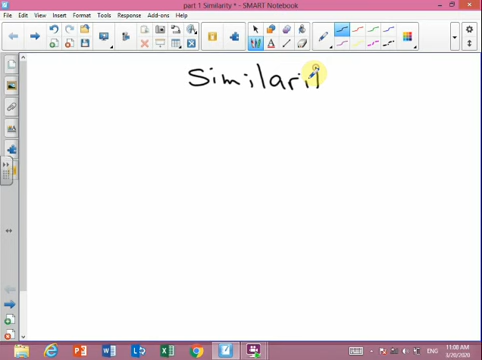 part 1 Similarity * - SMART Notebook
File Edit View Insert Format Tools Response Add-ons Help
Similarit
ENG
11:08 AM
3/20/2020